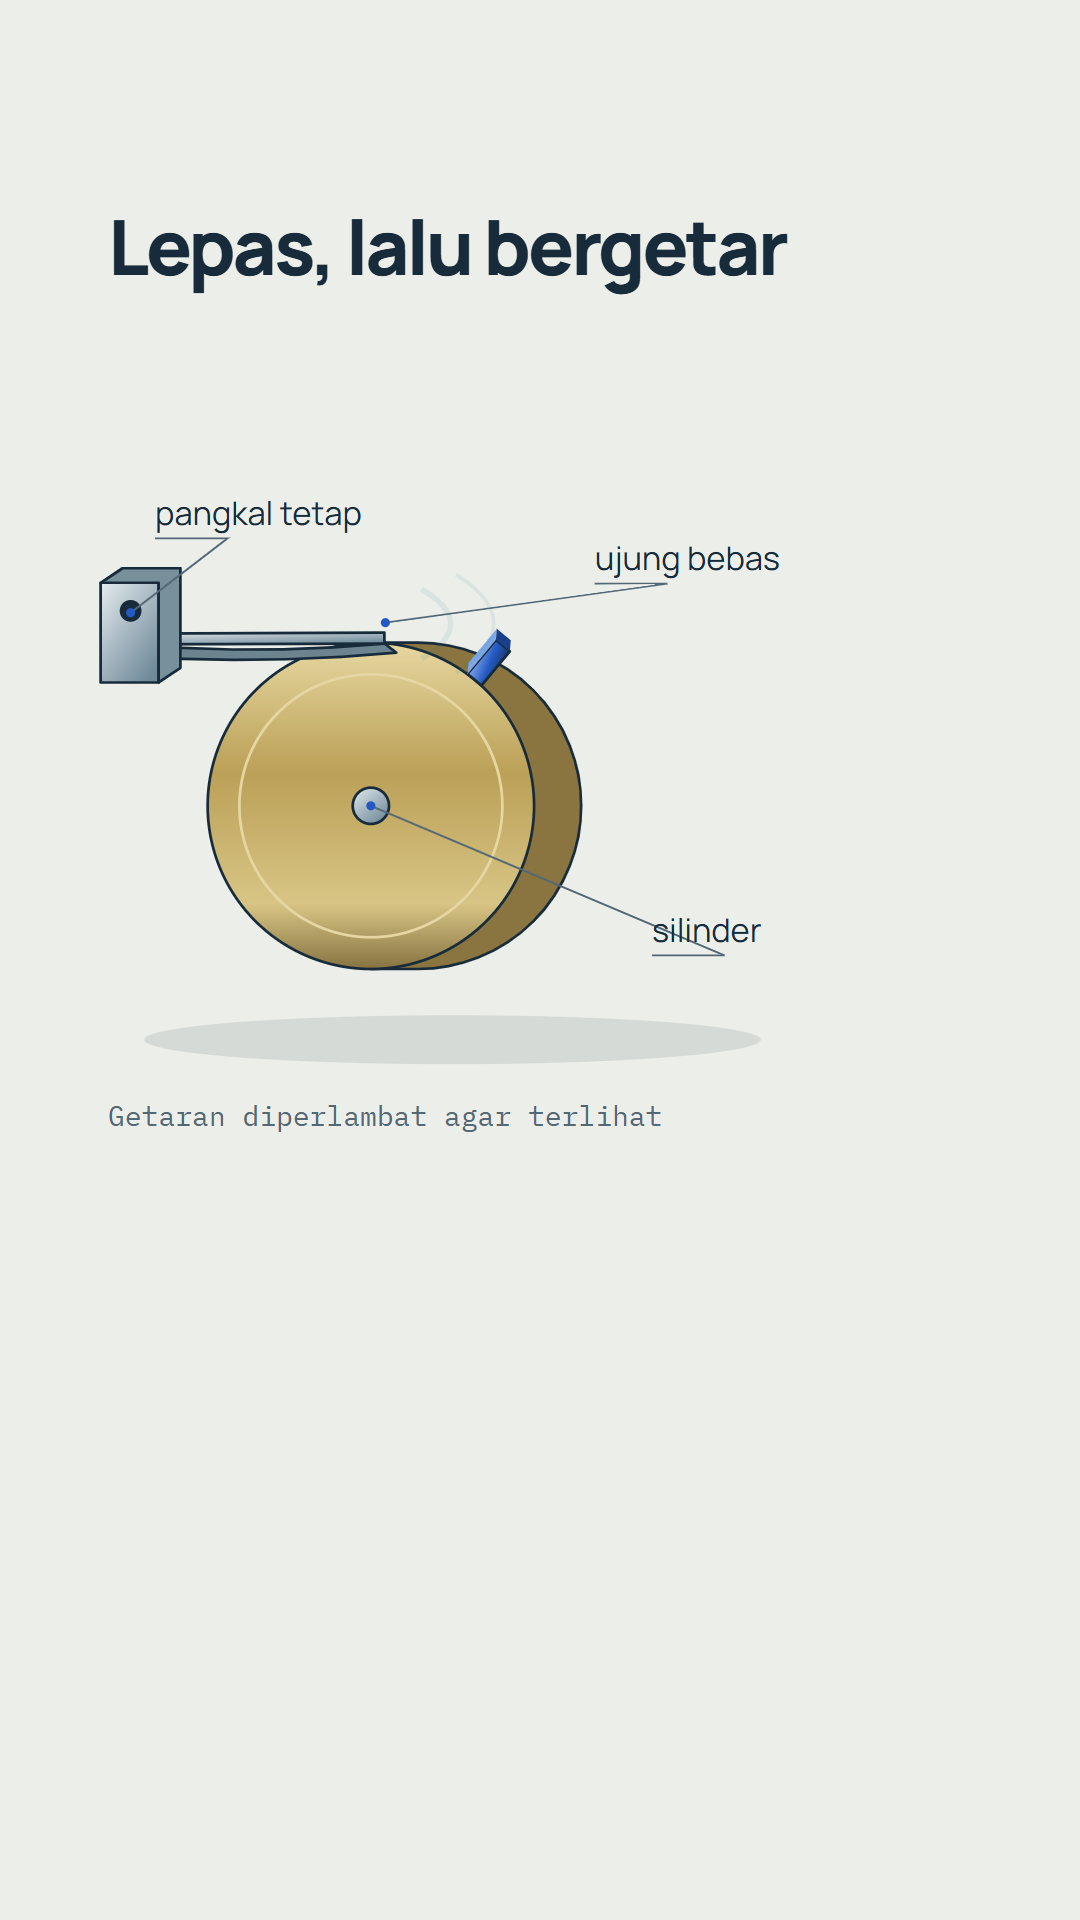 Lepas, lalu bergetar
pangkal tetap
ujung bebas
silinder
Getaran diperlambat agar terlihat